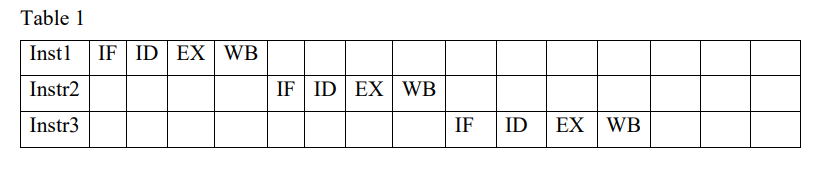 Table 1
Inst1 IF ID EX WB
Instr2 IF ID EX WB
Instr3 IF ID EX WB